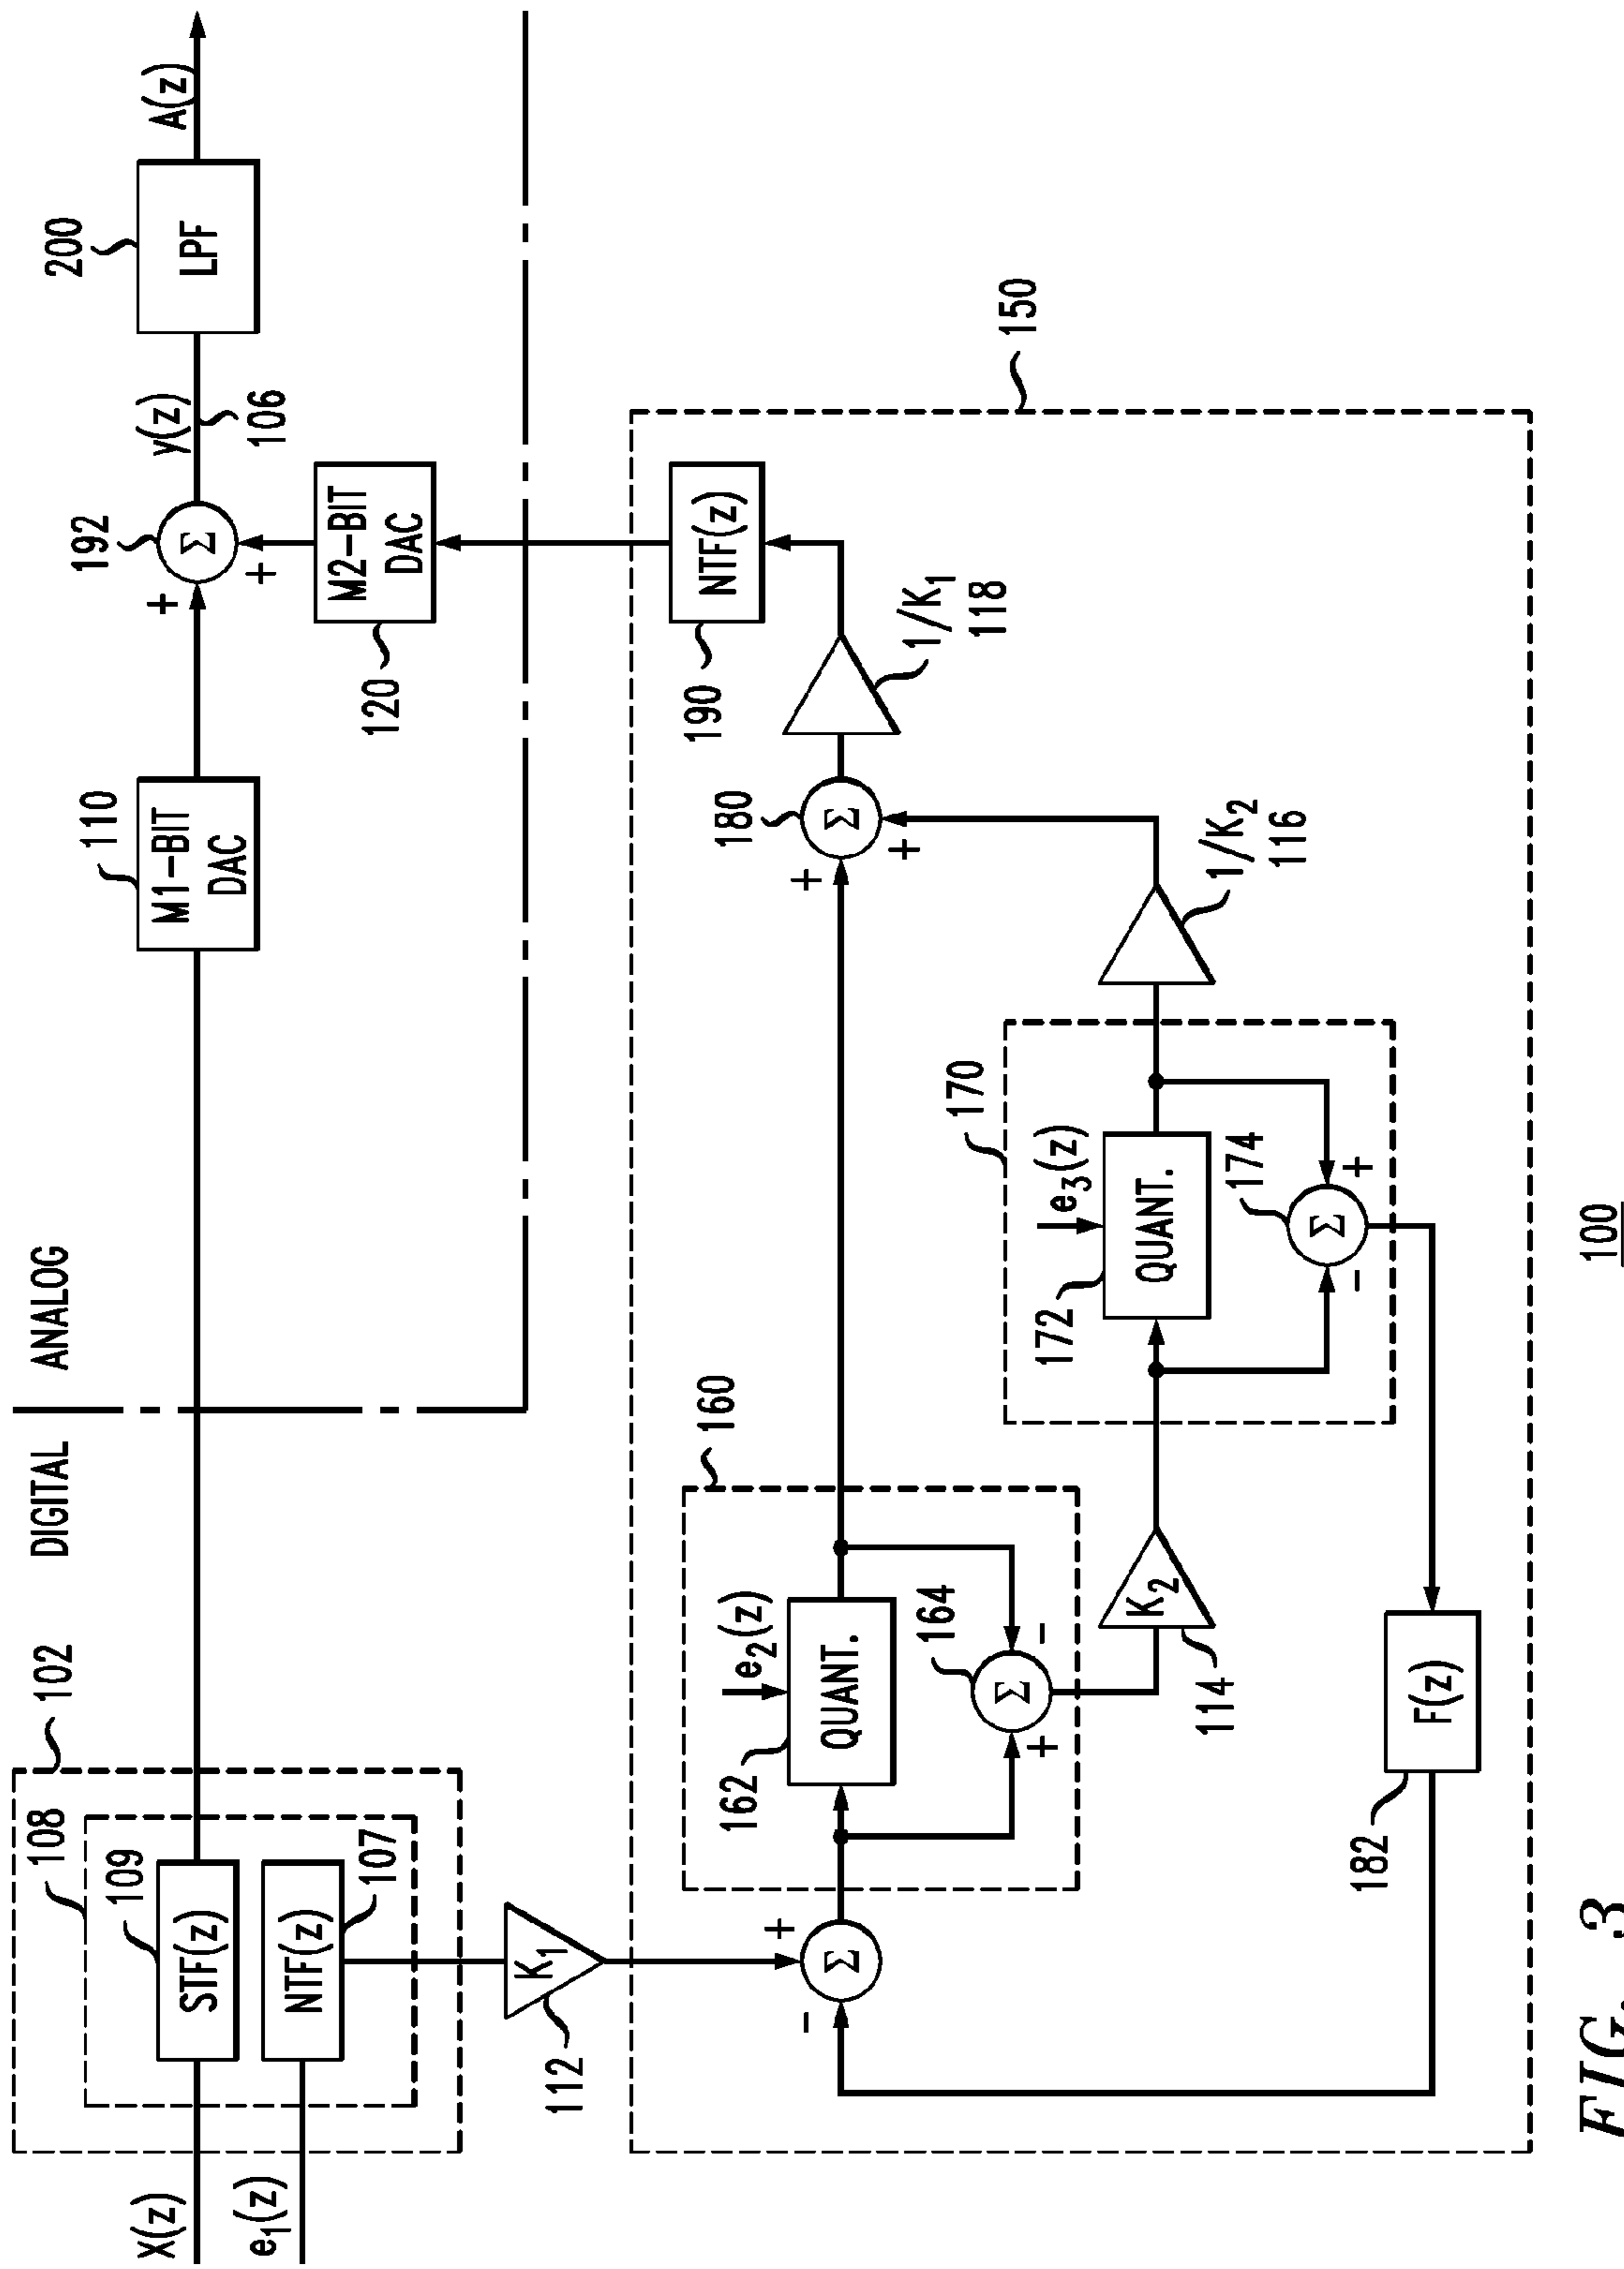 DIGITAL
ANALOG
X(z)
e1(z)
102
108
109
STF(z)
NTF(z)
107
110
M1-BIT
DAC
192
Σ
+
+
y(z)
106
200
LPF
A(z)
120
M2-BIT
DAC
112
K1
+
-
Σ
160
e2(z)
162
QUANT.
164
Σ
+
-
114
K2
170
e3(z)
172
QUANT.
174
Σ
-
+
1/K2
116
180
Σ
+
+
1/K1
118
190
NTF(z)
150
182
F(z)
100
FIG. 3